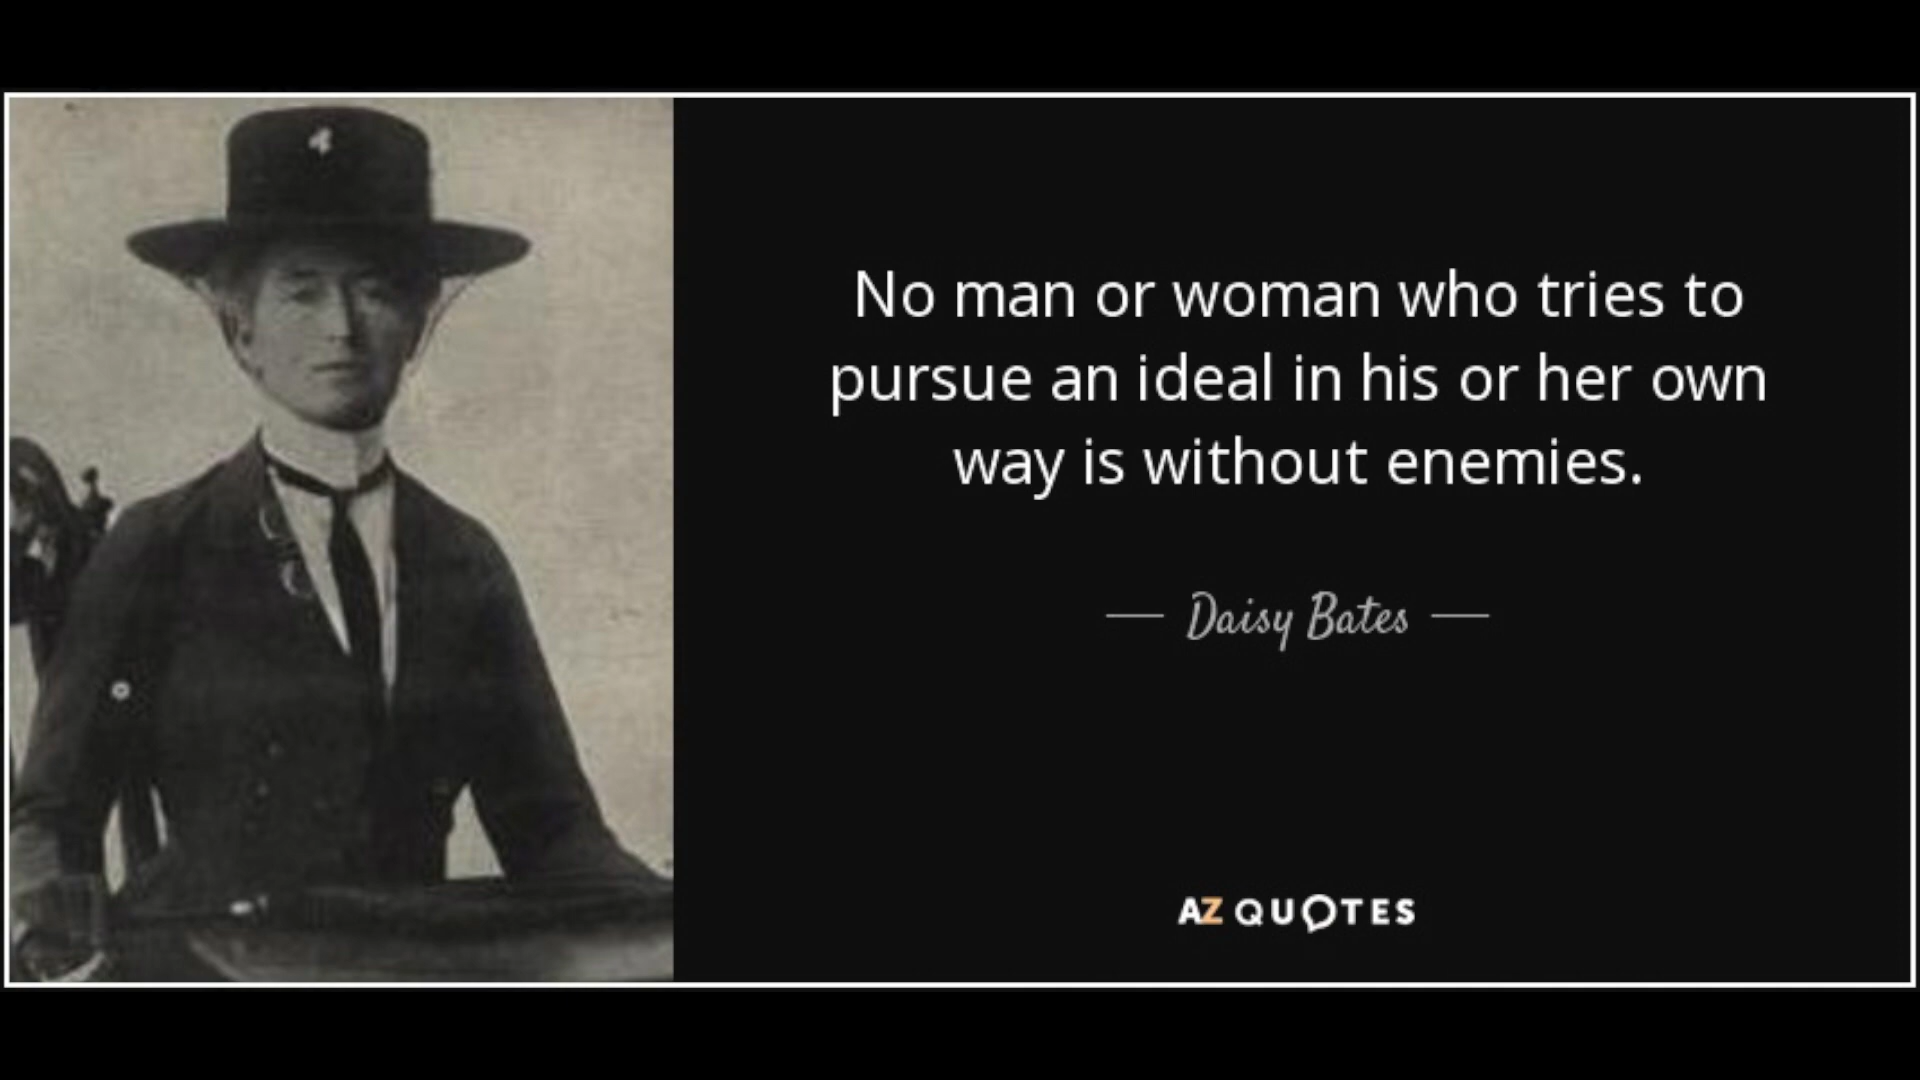 No man or woman who tries to
pursue an ideal in his or her own
way is without enemies.
— Daisy Bates —
AZ QUOTES